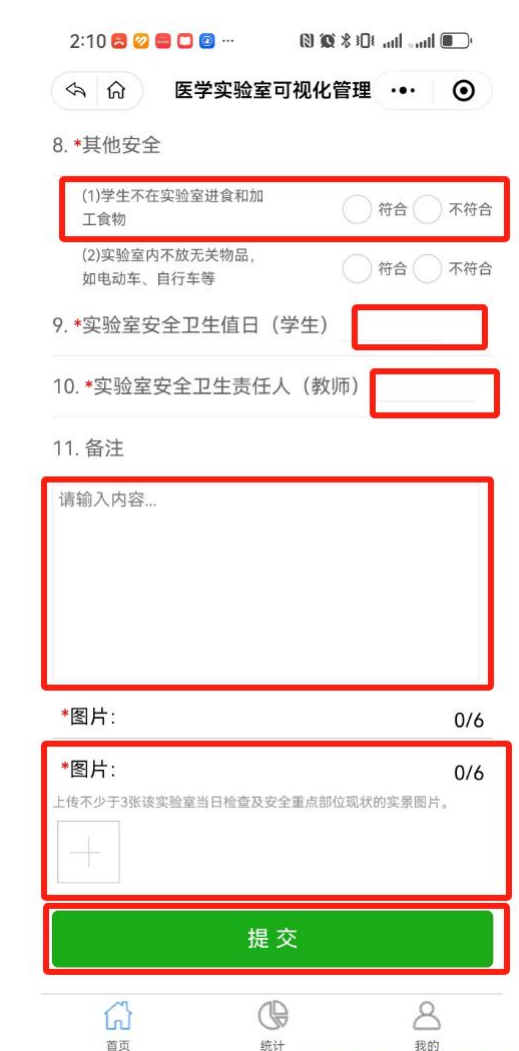 2:10
医学实验室可视化管理
8. *其他安全
(1)学生不在实验室进食和加
工食物
符合 不符合
(2)实验室内不放无关物品,
如电动车、自行车等
符合 不符合
9. *实验室安全卫生值日（学生）
10. *实验室安全卫生责任人（教师）
11. 备注
请输入内容...
*图片: 0/6
*图片: 0/6
上传不少于3张该实验室当日检查及安全重点部位现状的实景图片。
提 交
首页 统计 我的